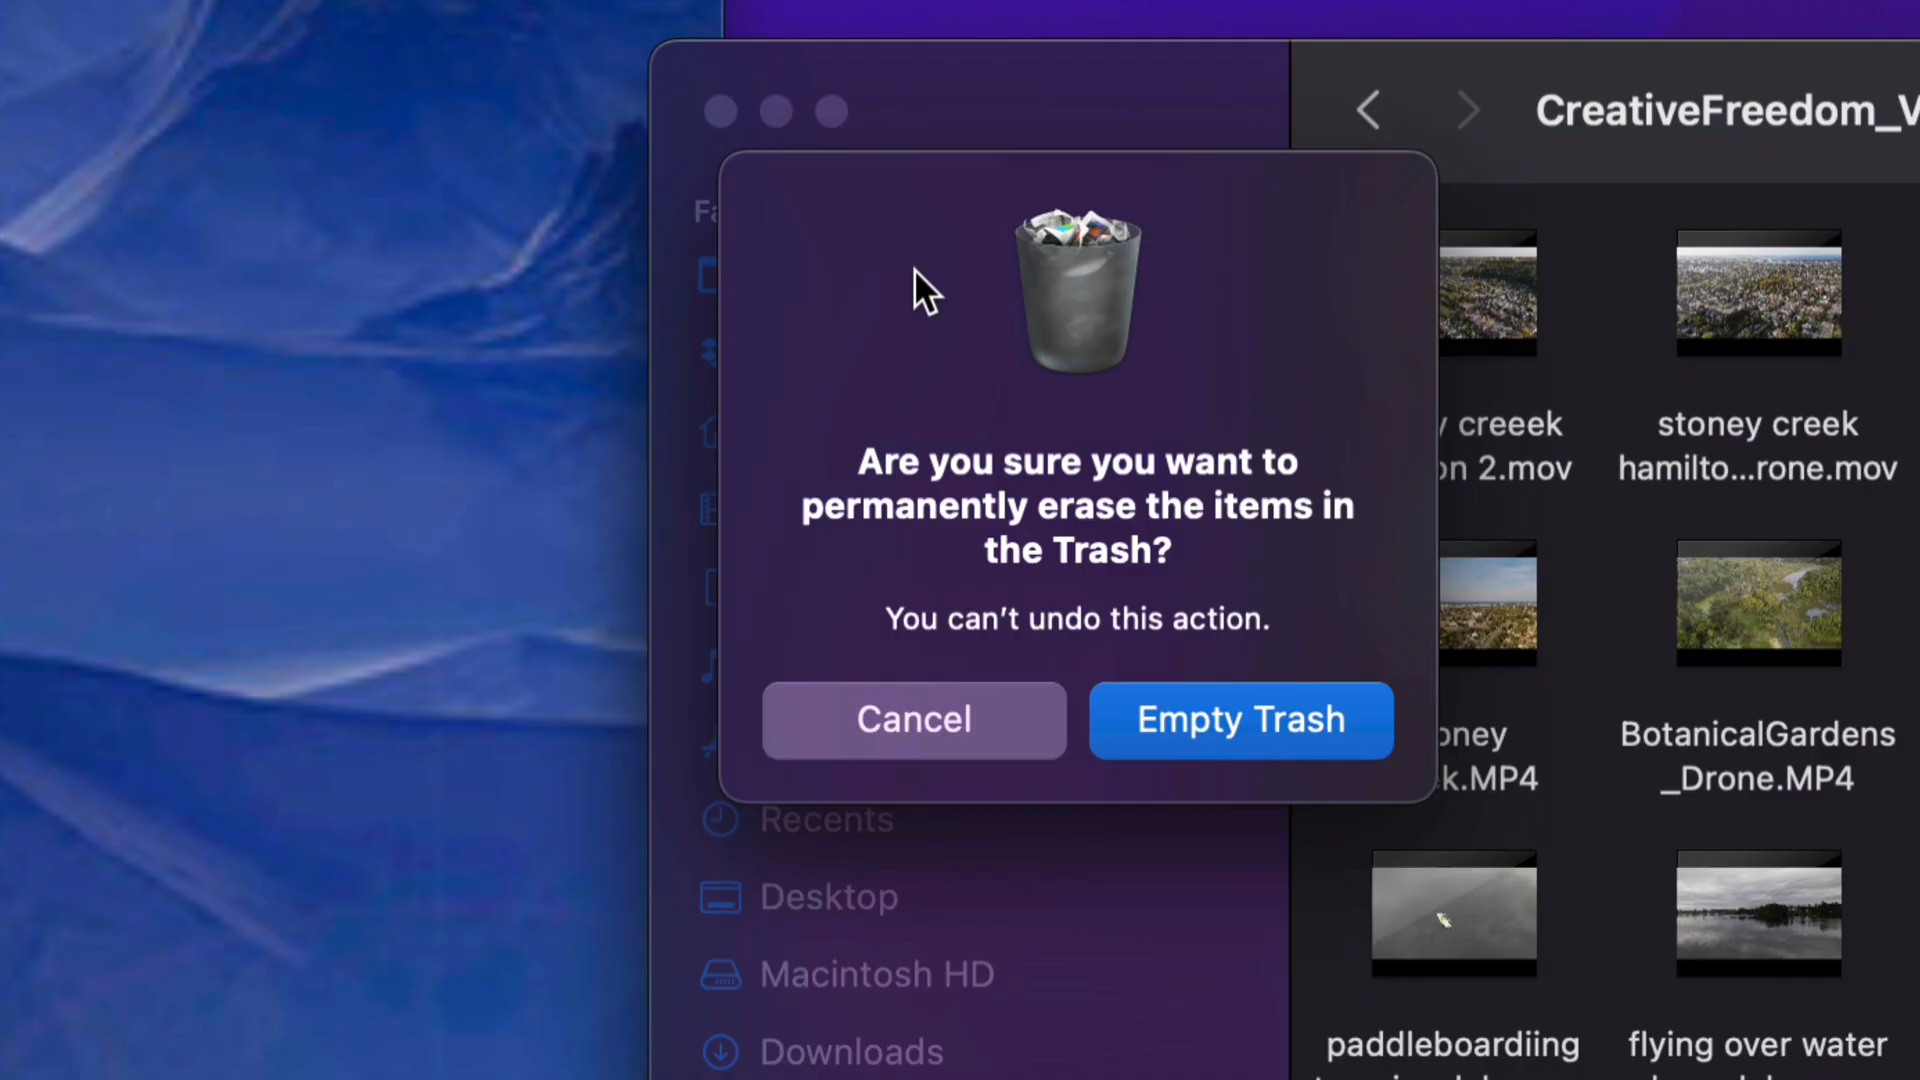 CreativeFreedom_V
Fa
Are you sure you want to
permanently erase the items in
the Trash?
You can't undo this action.
Cancel
Empty Trash
creeek
on 2.mov
stoney creek
hamilto...rone.mov
oney
k.MP4
BotanicalGardens
_Drone.MP4
Recents
Desktop
Macintosh HD
Downloads
paddleboardiing
flying over water